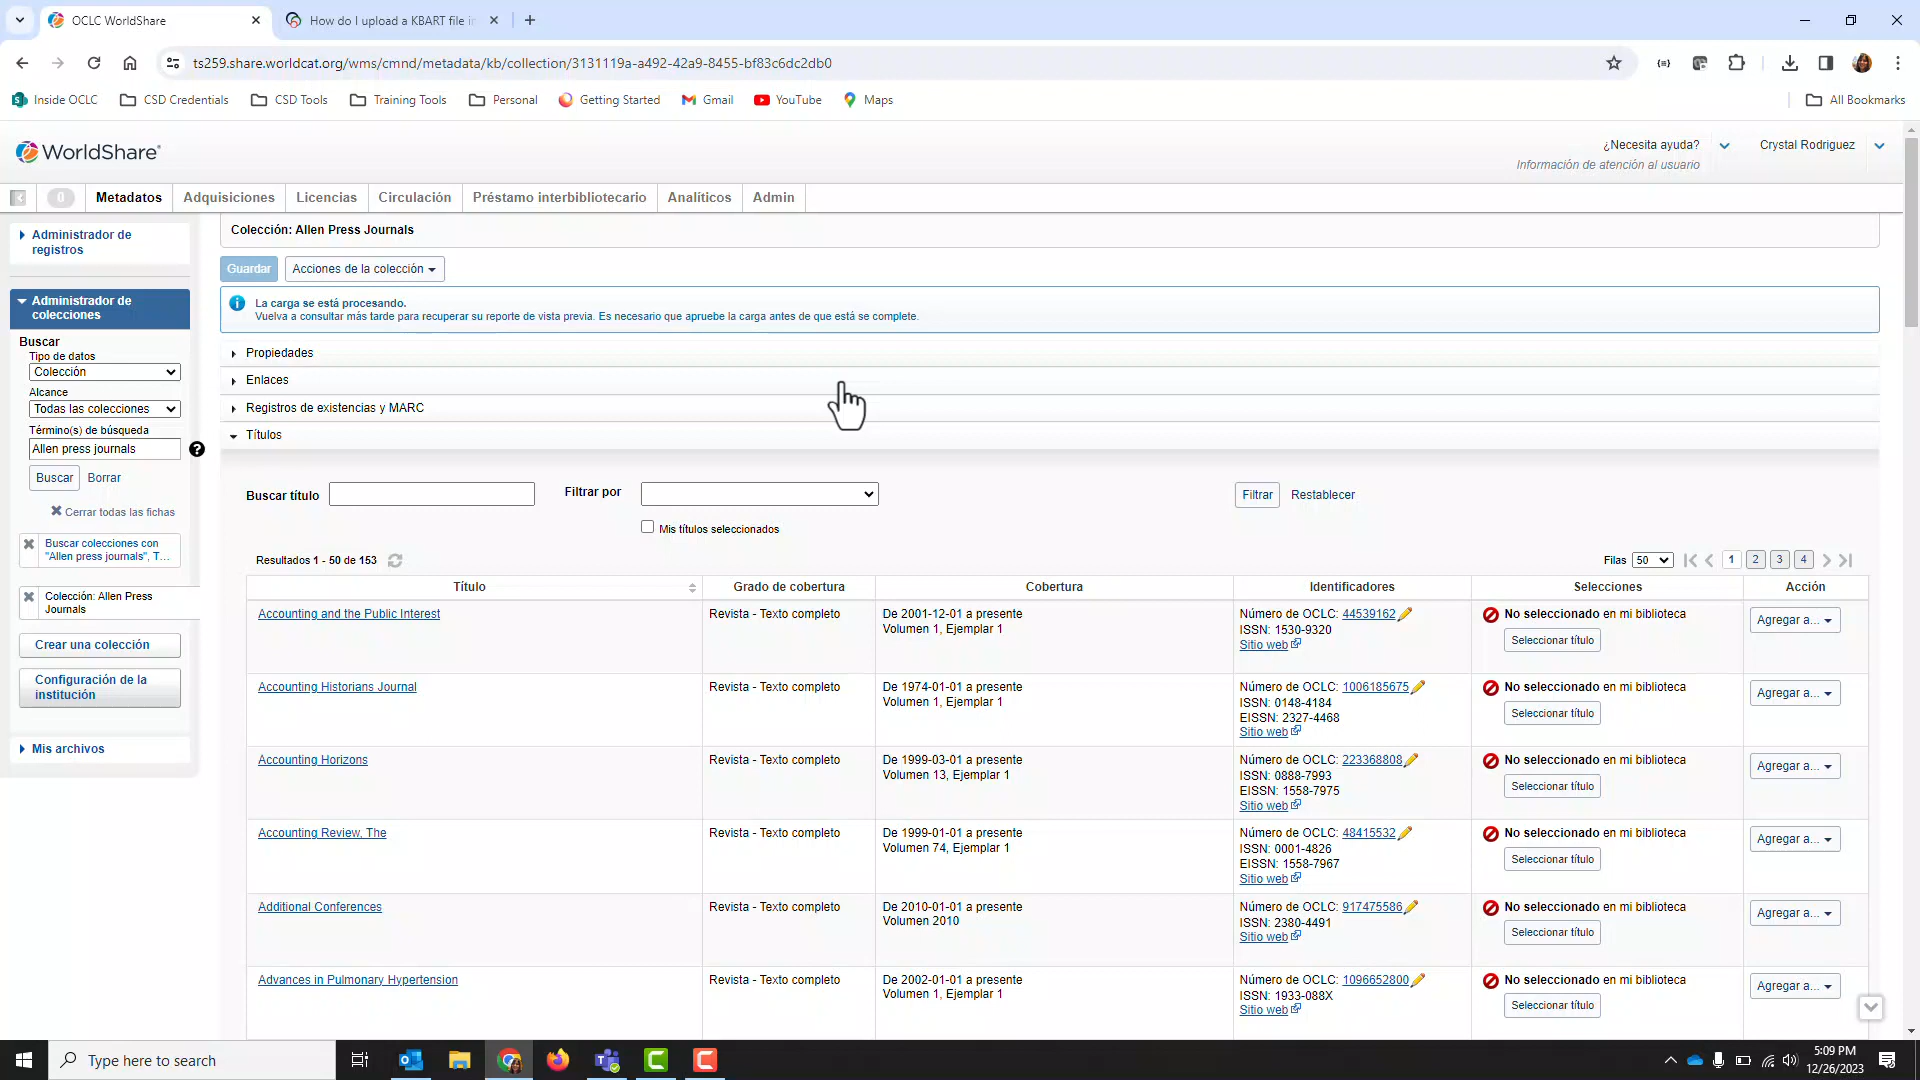 OCLC WorldShare
How do I upload a KBART file in
ts259.share.worldcat.org/wms/cmnd/metadata/kb/collection/3131119a-a492-42a9-8455-bf83c6dc2db0
Inside OCLC
CSD Credentials
CSD Tools
Training Tools
Personal
Getting Started
Gmail
YouTube
Maps
All Bookmarks
WorldShare®
¿Necesita ayuda?
Crystal Rodriguez
Información de atención al usuario
0
Metadatos
Adquisiciones
Licencias
Circulación
Préstamo interbibliotecario
Analíticos
Admin
Administrador de
registros
Administrador de
colecciones
Buscar
Tipo de datos
Colección
Alcance
Todas las colecciones
Término(s) de búsqueda
Allen press journals
Buscar
Borrar
Cerrar todas las fichas
Buscar colecciones con
"Allen press journals", T...
Colección: Allen Press
Journals
Crear una colección
Configuración de la
institución
Mis archivos
Colección: Allen Press Journals
Guardar
Acciones de la colección
La carga se está procesando.
Vuelva a consultar más tarde para recuperar su reporte de vista previa. Es necesario que apruebe la carga antes de que está se complete.
Propiedades
Enlaces
Registros de existencias y MARC
Títulos
Buscar título
Filtrar por
Filtrar
Restablecer
Mis títulos seleccionados
Resultados 1 - 50 de 153
Filas 50
1 2 3 4
Título
Grado de cobertura
Cobertura
Identificadores
Selecciones
Acción
Accounting and the Public Interest
Revista - Texto completo
De 2001-12-01 a presente
Volumen 1, Ejemplar 1
Número de OCLC: 44539162
ISSN: 1530-9320
Sitio web
No seleccionado en mi biblioteca
Seleccionar título
Agregar a...
Accounting Historians Journal
Revista - Texto completo
De 1974-01-01 a presente
Volumen 1, Ejemplar 1
Número de OCLC: 1006185675
ISSN: 0148-4184
EISSN: 2327-4468
Sitio web
No seleccionado en mi biblioteca
Seleccionar título
Agregar a...
Accounting Horizons
Revista - Texto completo
De 1999-03-01 a presente
Volumen 13, Ejemplar 1
Número de OCLC: 223368808
ISSN: 0888-7993
EISSN: 1558-7975
Sitio web
No seleccionado en mi biblioteca
Seleccionar título
Agregar a...
Accounting Review, The
Revista - Texto completo
De 1999-01-01 a presente
Volumen 74, Ejemplar 1
Número de OCLC: 48415532
ISSN: 0001-4826
EISSN: 1558-7967
Sitio web
No seleccionado en mi biblioteca
Seleccionar título
Agregar a...
Additional Conferences
Revista - Texto completo
De 2010-01-01 a presente
Volumen 2010
Número de OCLC: 917475586
ISSN: 2380-4491
Sitio web
No seleccionado en mi biblioteca
Seleccionar título
Agregar a...
Advances in Pulmonary Hypertension
Revista - Texto completo
De 2002-01-01 a presente
Volumen 1, Ejemplar 1
Número de OCLC: 1096652800
ISSN: 1933-088X
Sitio web
No seleccionado en mi biblioteca
Seleccionar título
Agregar a...
Type here to search
5:09 PM
12/26/2023